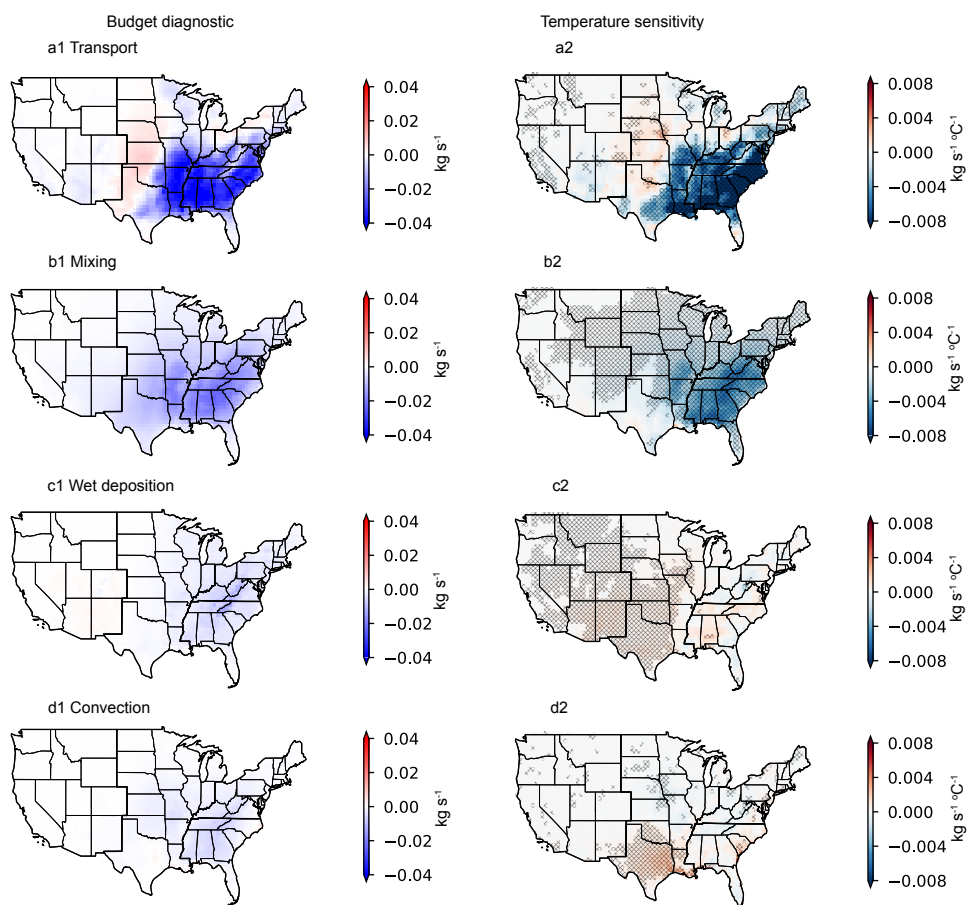 Budget diagnostic
Temperature sensitivity
a1 Transport
a2
0.04
0.02
0.00
−0.02
−0.04
kg s⁻¹
0.008
0.004
0.000
−0.004
−0.008
kg s⁻¹ °C⁻¹
b1 Mixing
b2
0.04
0.02
0.00
−0.02
−0.04
kg s⁻¹
0.008
0.004
0.000
−0.004
−0.008
kg s⁻¹ °C⁻¹
c1 Wet deposition
c2
0.04
0.02
0.00
−0.02
−0.04
kg s⁻¹
0.008
0.004
0.000
−0.004
−0.008
kg s⁻¹ °C⁻¹
d1 Convection
d2
0.04
0.02
0.00
−0.02
−0.04
kg s⁻¹
0.008
0.004
0.000
−0.004
−0.008
kg s⁻¹ °C⁻¹